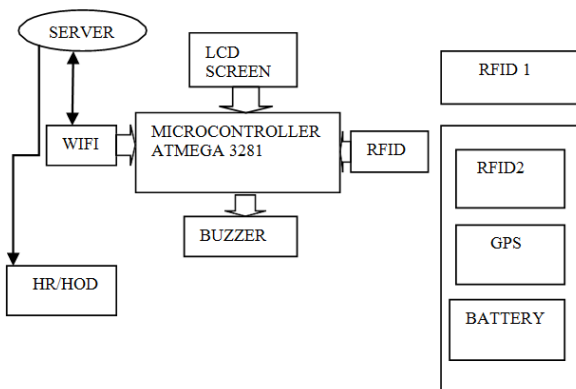 SERVER
LCD
SCREEN
RFID 1
WIFI
MICROCONTROLLER
ATMEGA 3281
RFID
RFID2
BUZZER
GPS
HR/HOD
BATTERY